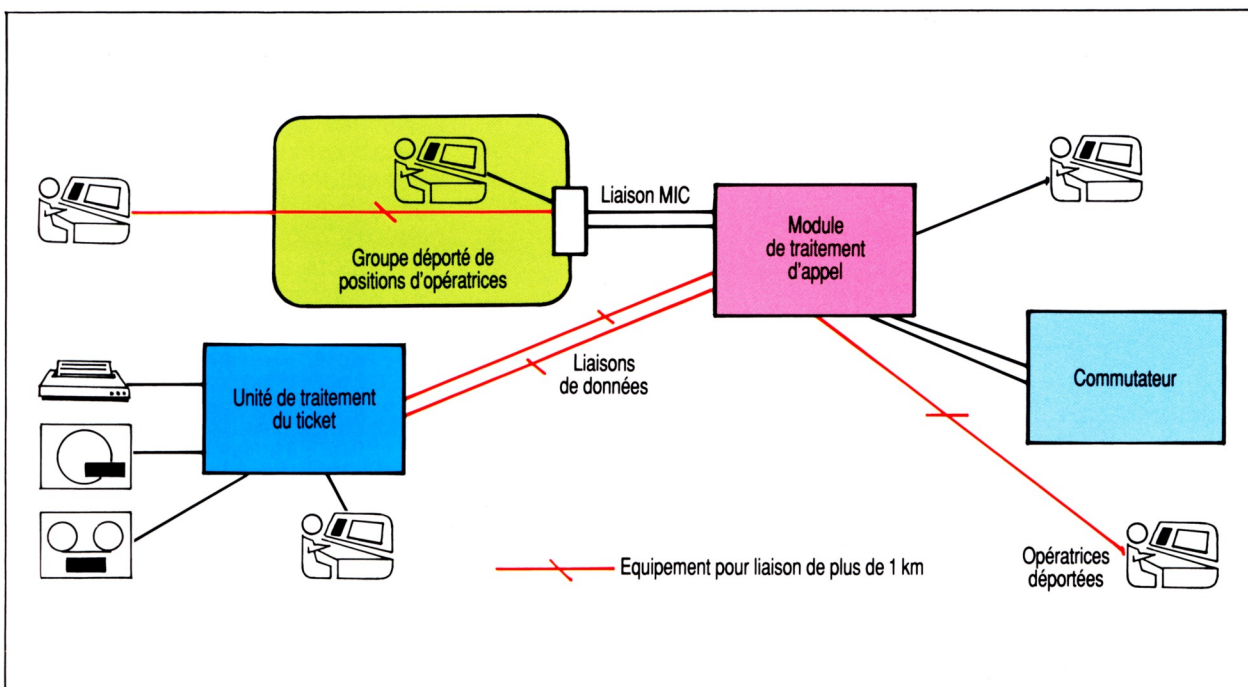 Liaison MIC
Groupe déporté de
positions d'opératrices
Module
de traitement
d'appel
Unité de traitement
du ticket
Liaisons
de données
Commutateur
Equipement pour liaison de plus de 1 km
Opératrices
déportées